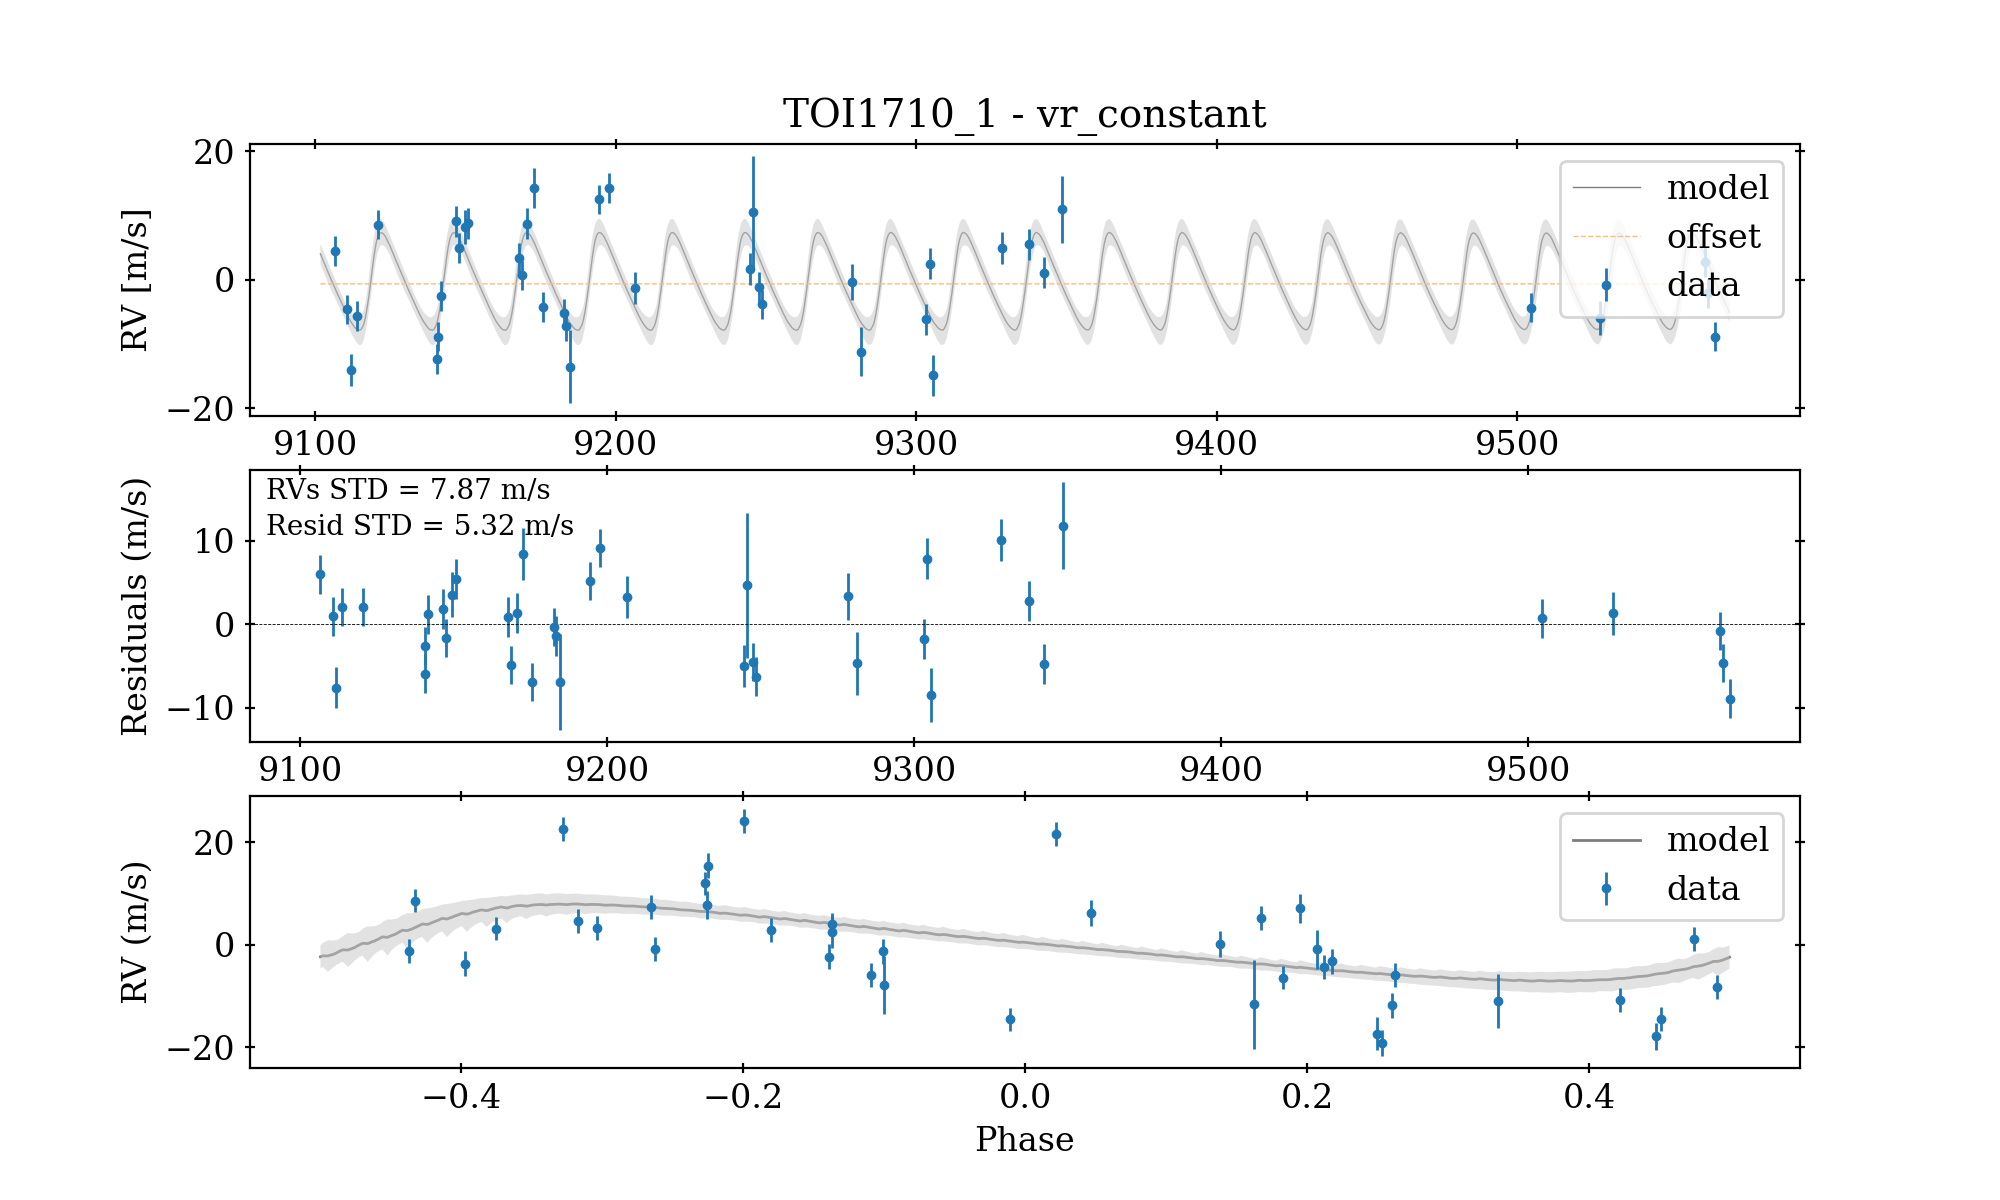 TOI1710_1 - vr_constant
RV [m/s]
20
0
−20
model
offset
data
9100 9200 9300 9400 9500
Residuals (m/s)
RVs STD = 7.87 m/s
Resid STD = 5.32 m/s
10
0
−10
9100 9200 9300 9400 9500
RV (m/s)
20
0
−20
model
data
−0.4 −0.2 0.0 0.2 0.4
Phase